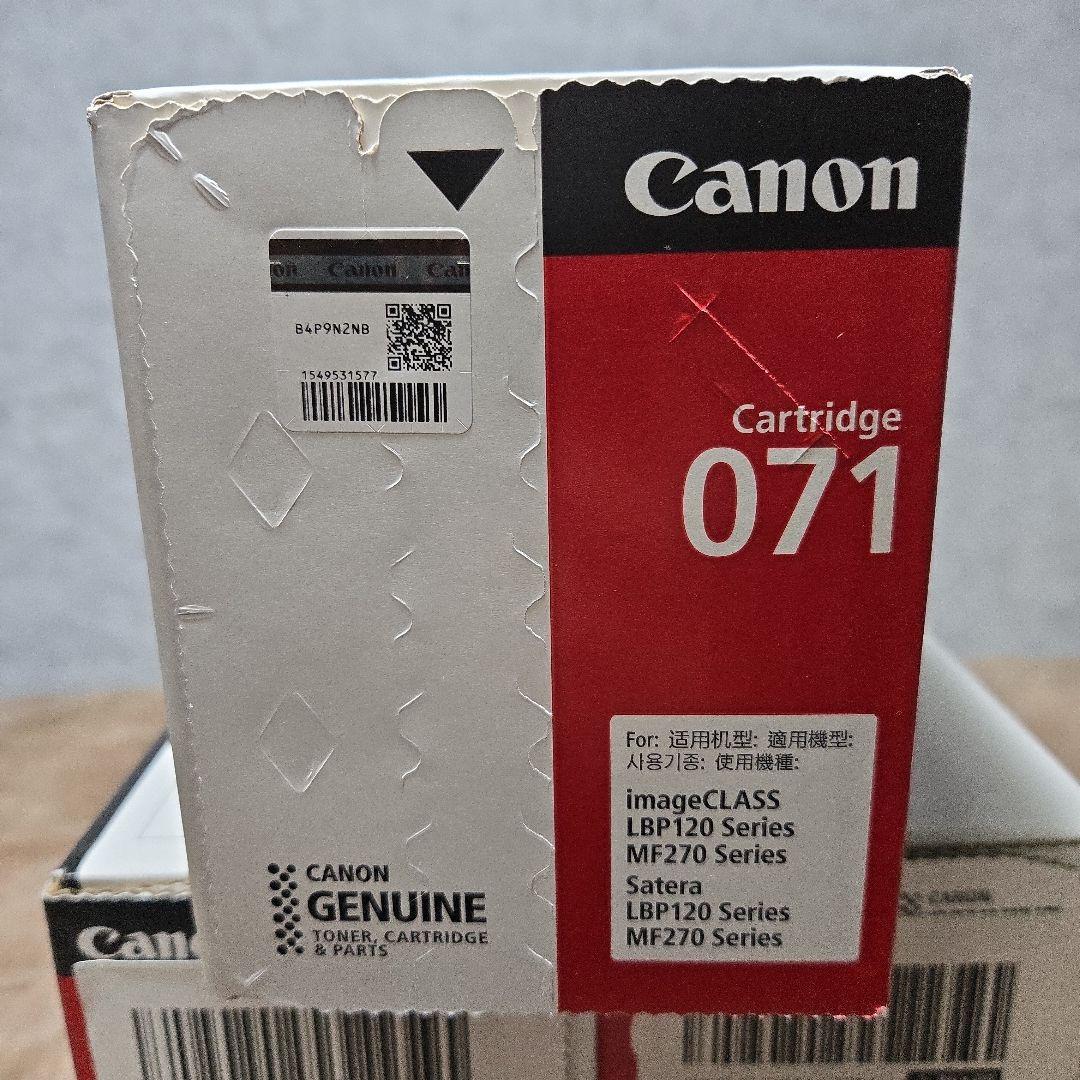 Canon
Canon
B4P9N2NB
1549531577
Cartridge
071
For: 适用机型: 適用機型:
사용기종: 使用機種:
imageCLASS
LBP120 Series
MF270 Series
Satera
LBP120 Series
MF270 Series
CANON
GENUINE
TONER, CARTRIDGE
& PARTS
Can
CANON